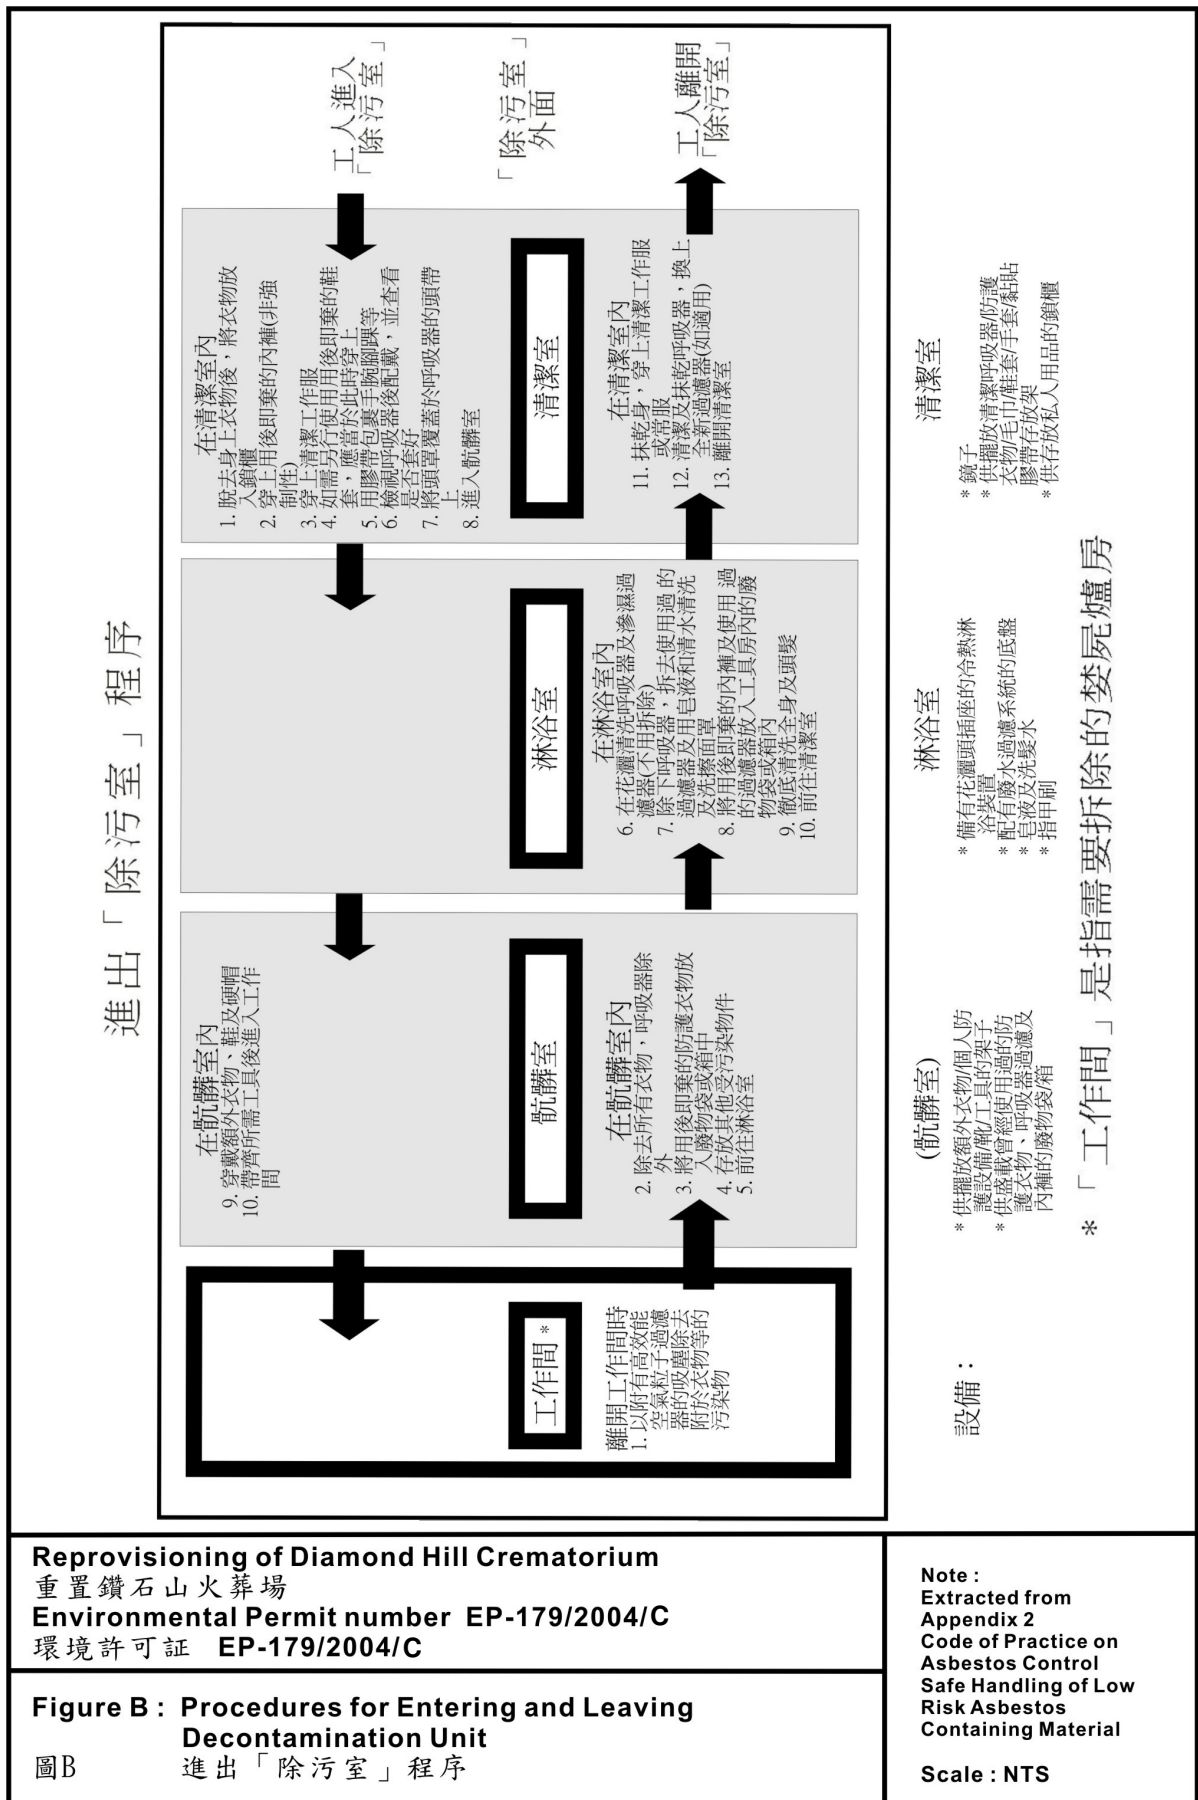 進出「除污室」程序
工人進入
「除污室」
「除污室」
外面
工人離開
「除污室」
在清潔室內
1. 脫去身上衣物後，將衣物放
入鎖櫃
2. 穿上用後即棄的內褲(非強
制性)
3. 穿上清潔工作服
4. 如需另行使用用後即棄的鞋
套，應當於此時穿上
5. 用膠帶包裹手腕腳踝等
6. 檢視呼吸器後配戴，並查看
是否套好
7. 將頭罩覆蓋於呼吸器的頭帶
上
8. 進入骯髒室
在骯髒室內
9. 穿戴額外衣物、鞋及硬帽
10. 帶齊所需工具後進入工作
間
工作間 *
離開工作間時
1. 以附有高效能
空氣粒子過濾
器的吸塵除去
附於衣物等的
污染物
骯髒室
在骯髒室內
2. 除去所有衣物，呼吸器除
外
3. 將用後即棄的防護衣物放
入廢物袋或箱中
4. 存放其他受污染物件
5. 前往淋浴室
淋浴室
在淋浴室內
6. 在花灑清洗呼吸器及滲濕過
濾器(不用拆除)
7. 除下呼吸器，拆去使用過 的
過濾器及用皂液和清水清洗
及洗擦面罩
8. 將用後即棄的內褲及使用 過
的過濾器放入工具房內的廢
物袋或箱內
9. 徹底清洗全身及頭髮
10. 前往清潔室
清潔室
在清潔室內
11. 抹乾身，穿上清潔工作服
或常服
12. 清潔及抹乾呼吸器，換上
全新過濾器(如適用)
13. 離開清潔室
設備：
(骯髒室)
* 供擺放額外衣物/個人防
護設備/靴/工具的架子
* 供盛載曾經使用過的防
護衣物、呼吸器過濾及
內褲的廢物袋/箱
淋浴室
* 備有花灑頭插座的冷熱淋
浴裝置
* 配有廢水過濾系統的底盤
* 皂液及洗髮水
* 指甲刷
清潔室
* 鏡子
* 供擺放清潔呼吸器/防護
衣物/毛巾/鞋套/手套/黏貼
膠帶存放架
* 供存放私人用品的鎖櫃
* 「工作間」是指需要拆除的焚屍爐房
Reprovisioning of Diamond Hill Crematorium
重置鑽石山火葬場
Environmental Permit number EP-179/2004/C
環境許可証 EP-179/2004/C
Figure B : Procedures for Entering and Leaving
Decontamination Unit
圖B 進出「除污室」程序
Note :
Extracted from
Appendix 2
Code of Practice on
Asbestos Control
Safe Handling of Low
Risk Asbestos
Containing Material
Scale : NTS